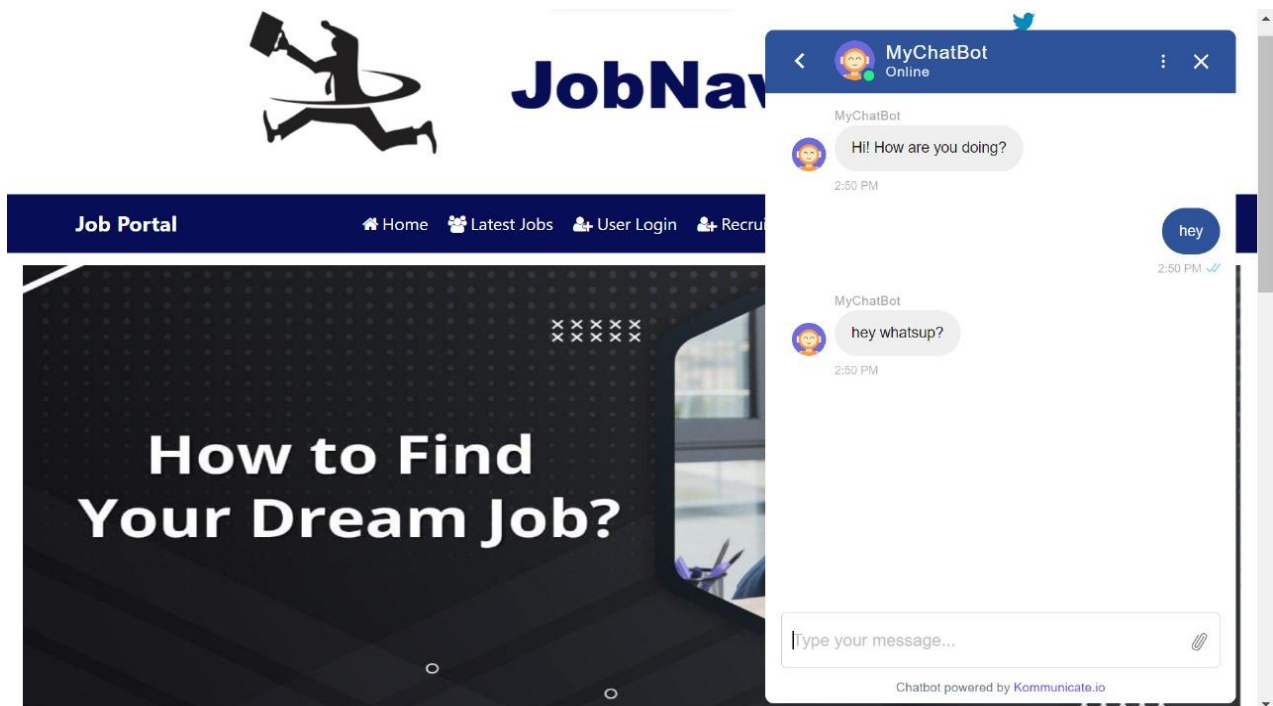 JobNav
Job Portal
Home Latest Jobs User Login Recrui
How to Find
Your Dream Job?
MyChatBot
Online
MyChatBot
Hi! How are you doing?
2:50 PM
hey
2:50 PM
MyChatBot
hey whatsup?
2:50 PM
Type your message...
Chatbot powered by Kommunicate.io